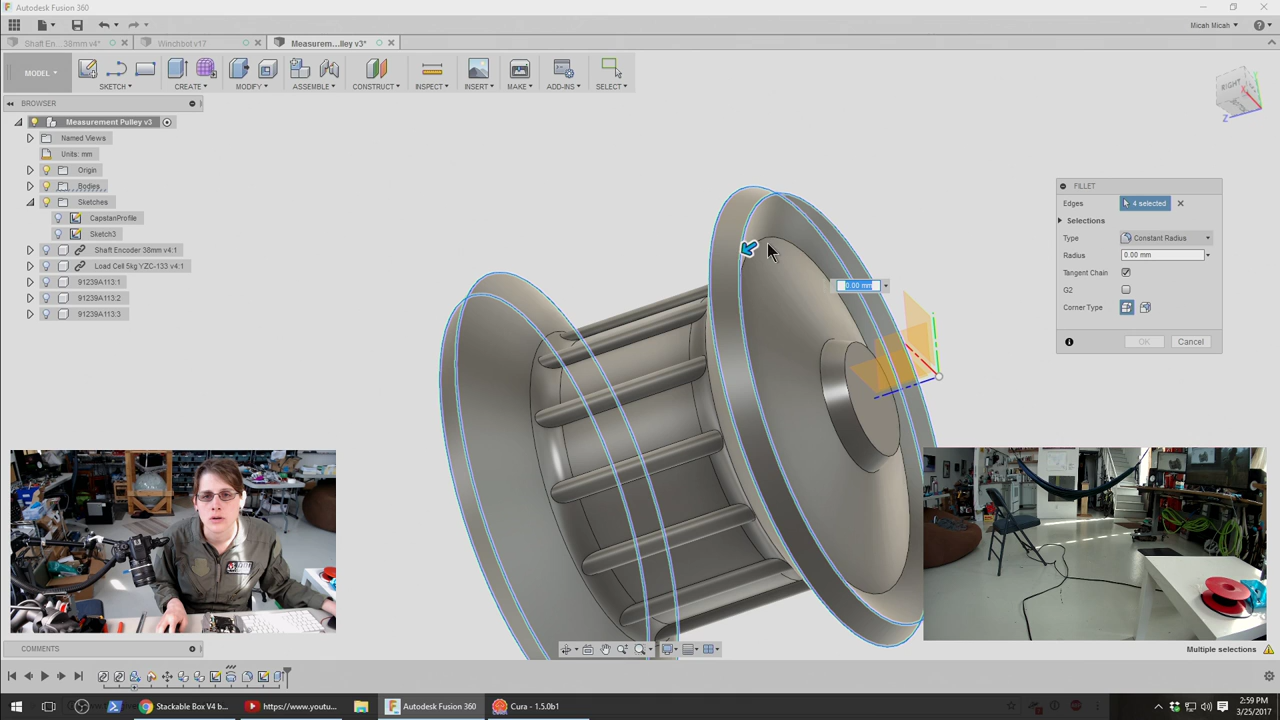 Autodesk Fusion 360
Micah Micah
Shaft En...38mm v4*
Winchbot v17
Measurem...lley v3*
MODEL
SKETCH
CREATE
MODIFY
ASSEMBLE
CONSTRUCT
INSPECT
INSERT
MAKE
ADD-INS
SELECT
BROWSER
Measurement Pulley v3
Named Views
Units: mm
Origin
Bodies
Sketches
CapstanProfile
Sketch3
Shaft Encoder 38mm v4:1
Load Cell 5kg YZC-133 v4:1
91239A113:1
91239A113:2
91239A113:3
RIGHT
Z
FILLET
Edges 4 selected
Selections
Type Constant Radius
Radius 0.00 mm
Tangent Chain
G2
Corner Type
OK Cancel
0.00 mm
COMMENTS
Multiple selections
Stackable Box V4 b...
https://www.youtu...
Autodesk Fusion 360
Cura - 1.5.0b1
2:59 PM
3/25/2017